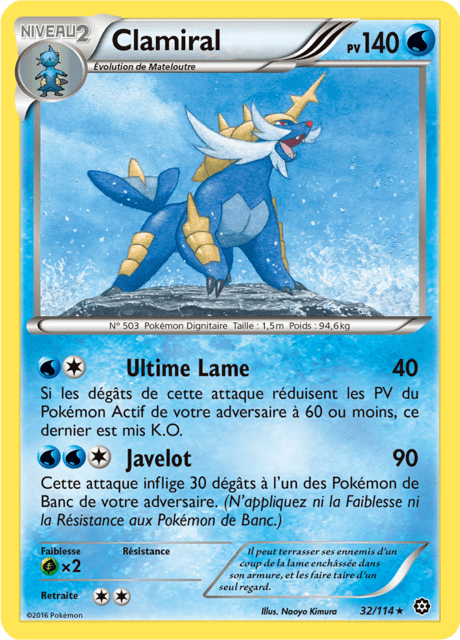 NIVEAU2
Clamiral
PV140
Évolution de Mateloutre
N° 503 Pokémon Dignitaire Taille : 1,5m Poids : 94,6kg
Ultime Lame 40
Si les dégâts de cette attaque réduisent les PV du
Pokémon Actif de votre adversaire à 60 ou moins, ce
dernier est mis K.O.
Javelot 90
Cette attaque inflige 30 dégâts à l'un des Pokémon de
Banc de votre adversaire. (N'appliquez ni la Faiblesse ni
la Résistance aux Pokémon de Banc.)
Faiblesse Résistance
×2
Retraite
Il peut terrasser ses ennemis d'un
coup de la lame enchâssée dans
son armure, et les faire taire d'un
seul regard.
©2016 Pokémon
Illus. Naoyo Kimura
32/114★